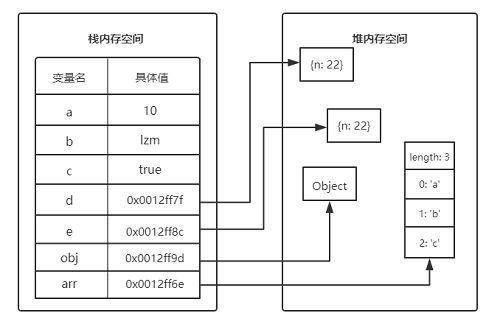 栈内存空间
变量名 具体值
a 10
b lzm
c true
d 0x0012ff7f
e 0x0012ff8c
obj 0x0012ff9d
arr 0x0012ff6e
堆内存空间
{n: 22}
{n: 22}
Object
length: 3
0: 'a'
1: 'b'
2: 'c'